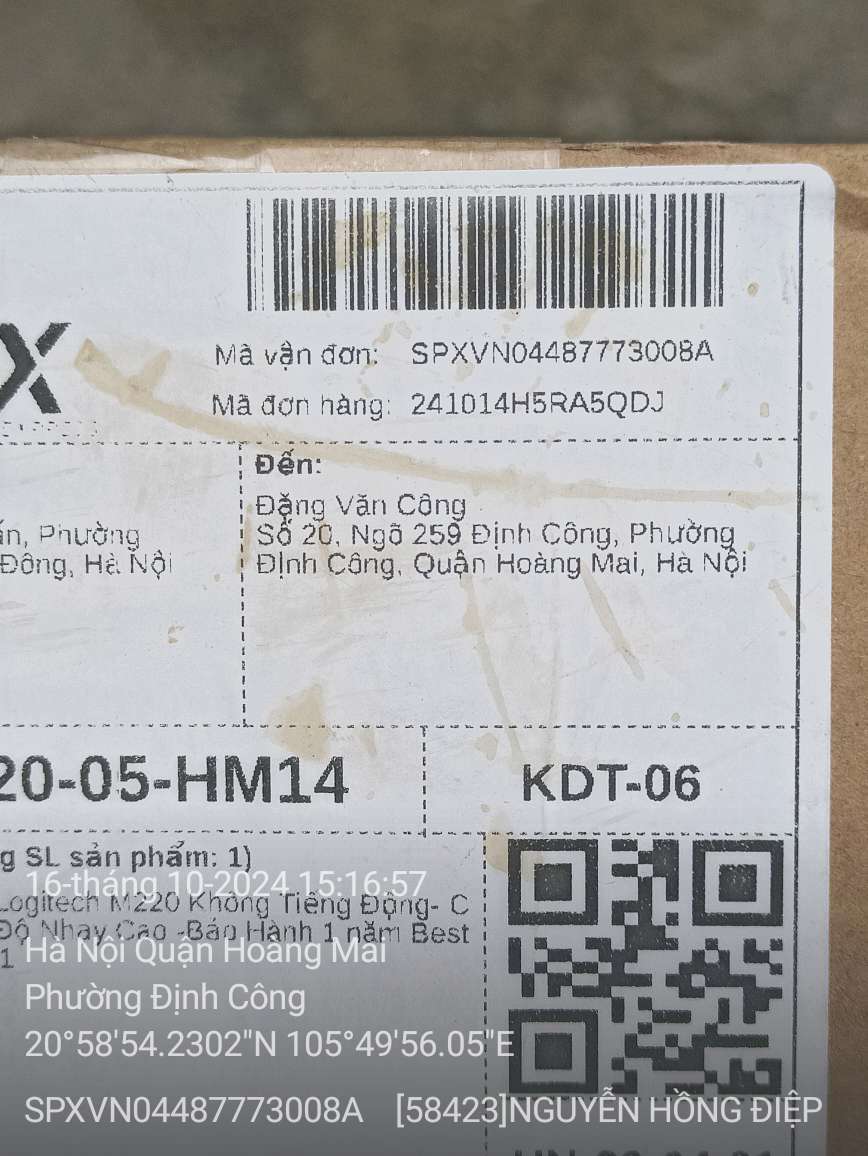 X
Mã vận đơn: SPXVN04487773008A
Mã đơn hàng: 241014H5RA5QDJ
Đến:
Đặng Văn Công
ấn, Phường
Số 20, Ngõ 259 Định Công, Phường
Đông, Hà Nội
Định Công, Quận Hoàng Mai, Hà Nội
20-05-HM14
KDT-06
g SL sản phẩm: 1)
16-tháng 10-2024 15:16:57
Logitech M220 Không Tiếng Động- C
Độ Nhạy Cao -Bảo Hành 1 năm Best
1
Hà Nội Quận Hoàng Mai
Phường Định Công
20°58'54.2302"N 105°49'56.05"E
SPXVN04487773008A [58423]NGUYỄN HỒNG ĐIỆP